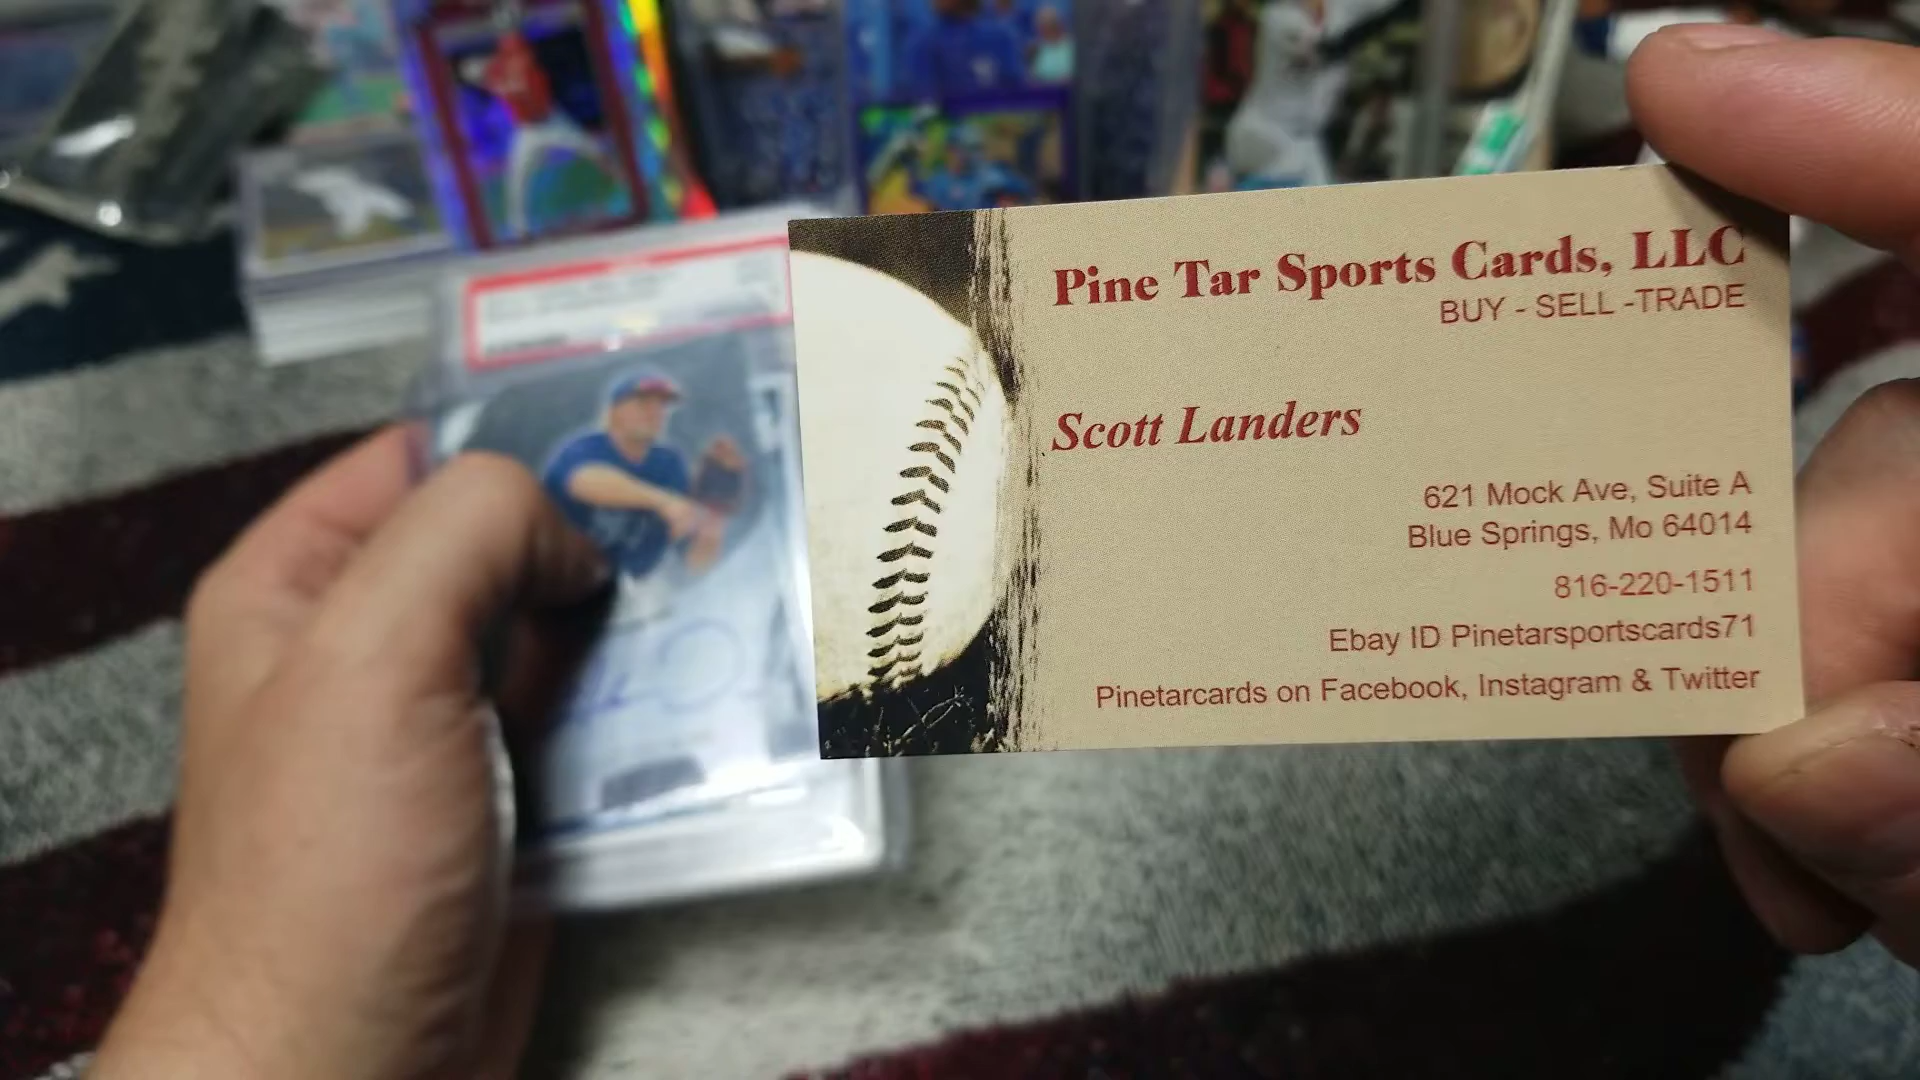 Pine Tar Sports Cards, LLC
BUY - SELL -TRADE
Scott Landers
621 Mock Ave, Suite A
Blue Springs, Mo 64014
816-220-1511
Ebay ID Pinetarsportscards71
Pinetarcards on Facebook, Instagram & Twitter